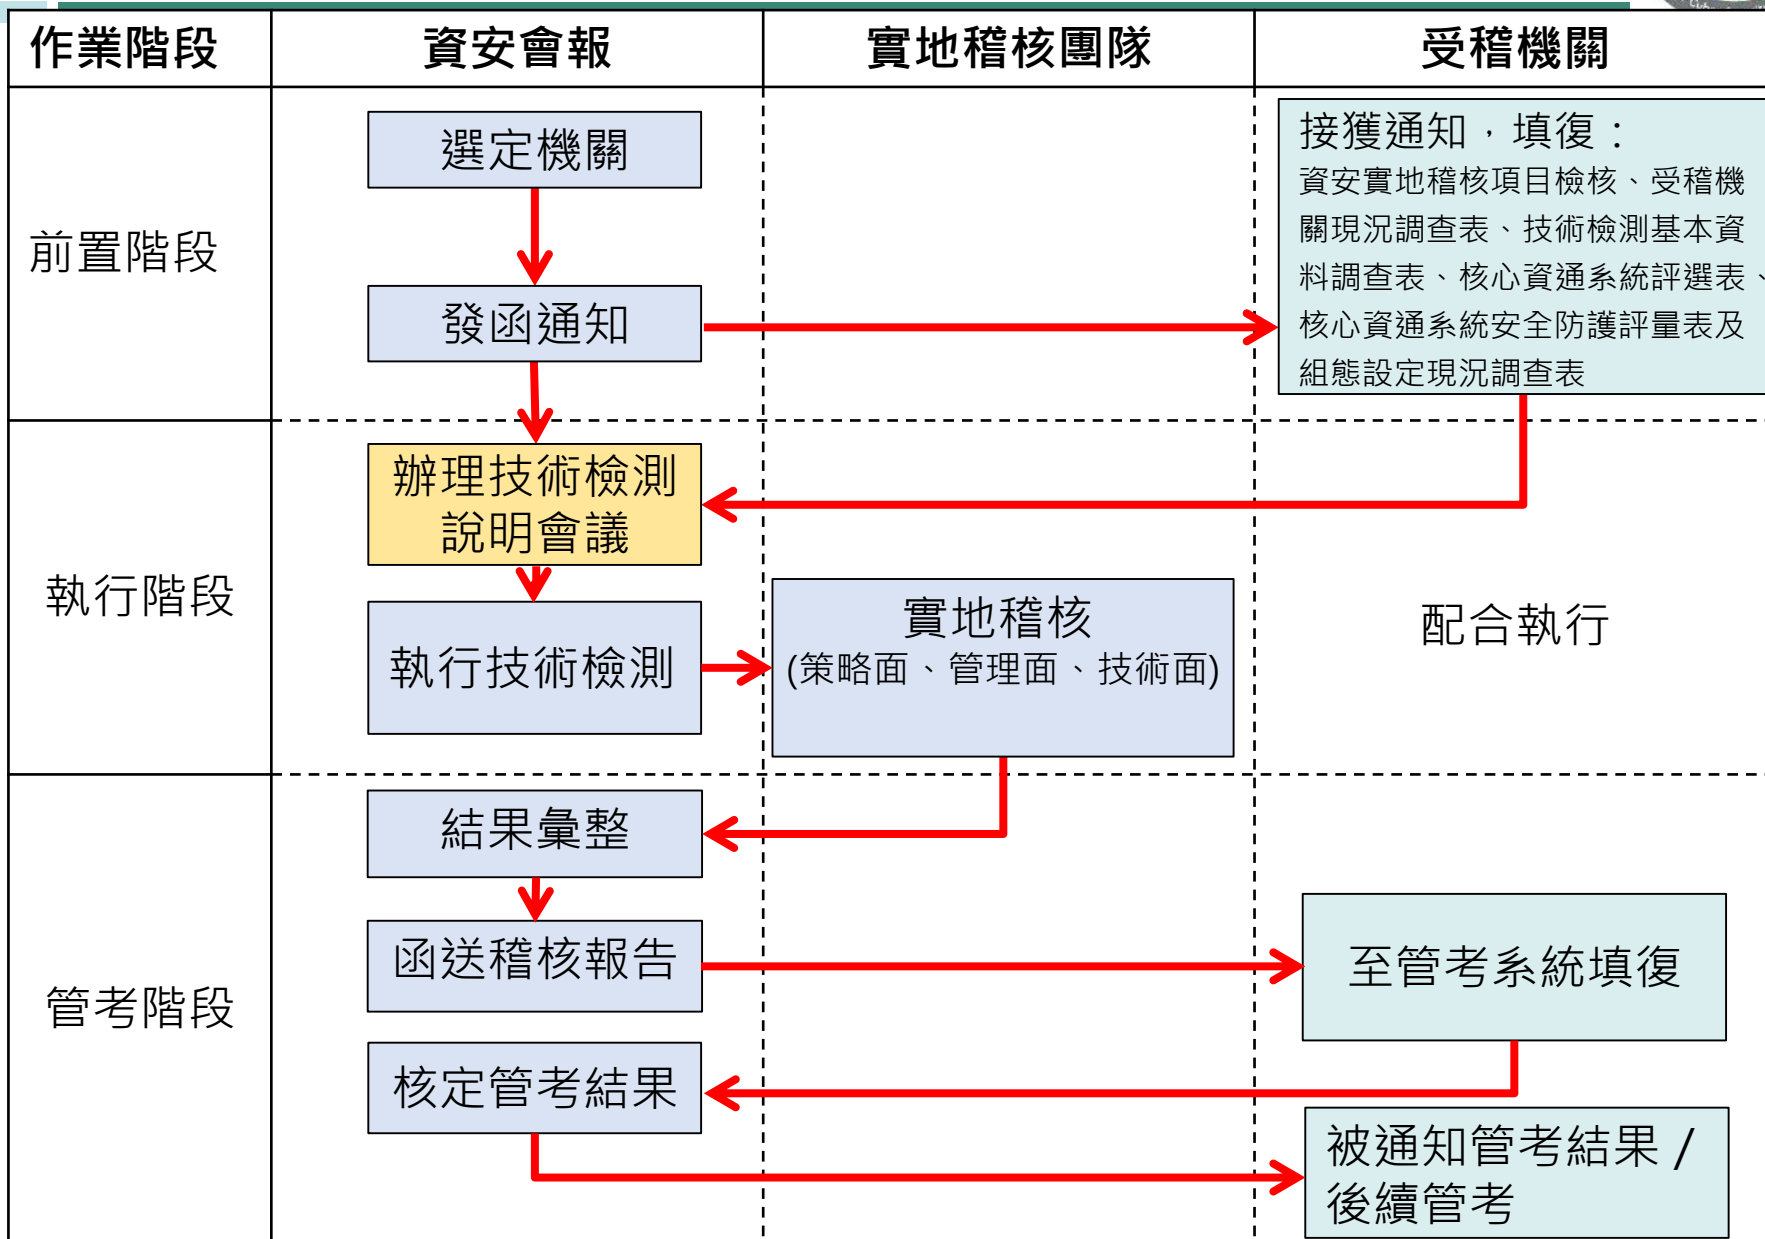 作業階段
資安會報
實地稽核團隊
受稽機關
前置階段
選定機關
發函通知
接獲通知，填復：
資安實地稽核項目檢核、受稽機
關現況調查表、技術檢測基本資
料調查表、核心資通系統評選表、
核心資通系統安全防護評量表及
組態設定現況調查表
執行階段
辦理技術檢測
說明會議
執行技術檢測
實地稽核
(策略面、管理面、技術面)
配合執行
管考階段
結果彙整
函送稽核報告
至管考系統填復
核定管考結果
被通知管考結果 /
後續管考